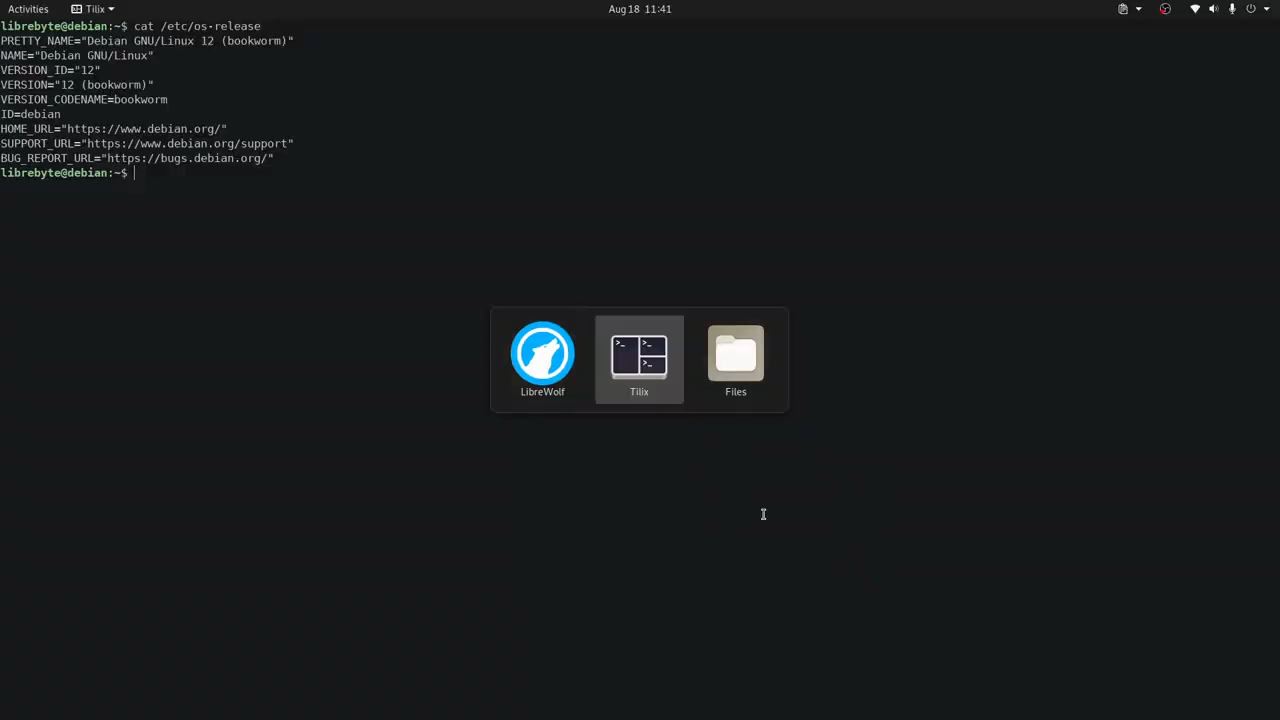 Activities
Tilix
Aug 18 11:41
librebyte@debian:~$ cat /etc/os-release
PRETTY_NAME="Debian GNU/Linux 12 (bookworm)"
NAME="Debian GNU/Linux"
VERSION_ID="12"
VERSION="12 (bookworm)"
VERSION_CODENAME=bookworm
ID=debian
HOME_URL="https://www.debian.org/"
SUPPORT_URL="https://www.debian.org/support"
BUG_REPORT_URL="https://bugs.debian.org/"
librebyte@debian:~$
LibreWolf
Tilix
Files